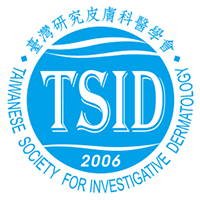 臺灣研究皮膚科醫學會
TSID
2006
TAIWANESE SOCIETY FOR INVESTIGATIVE DERMATOLOGY